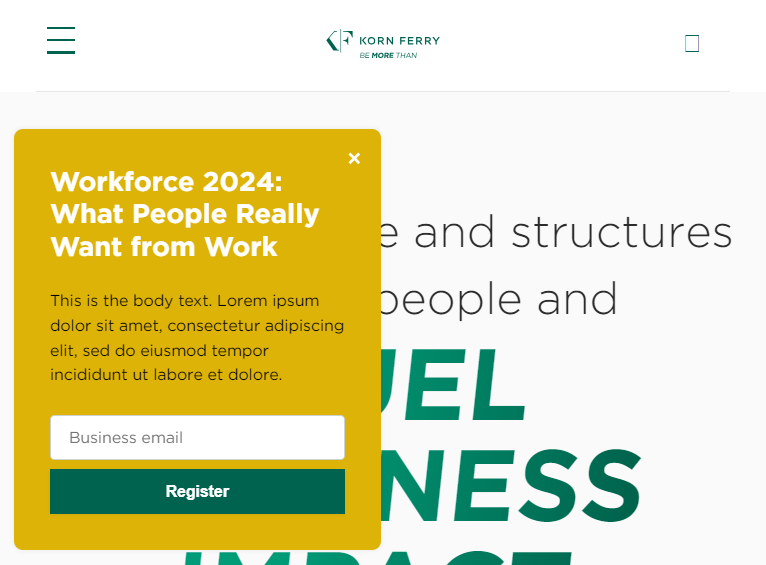 KORN FERRY
BE MORE THAN
Workforce 2024:
What People Really
Want from Work
This is the body text. Lorem ipsum
dolor sit amet, consectetur adipiscing
elit, sed do eiusmod tempor
incididunt ut labore et dolore.
Business email
Register
and structures
people and
IMPACT